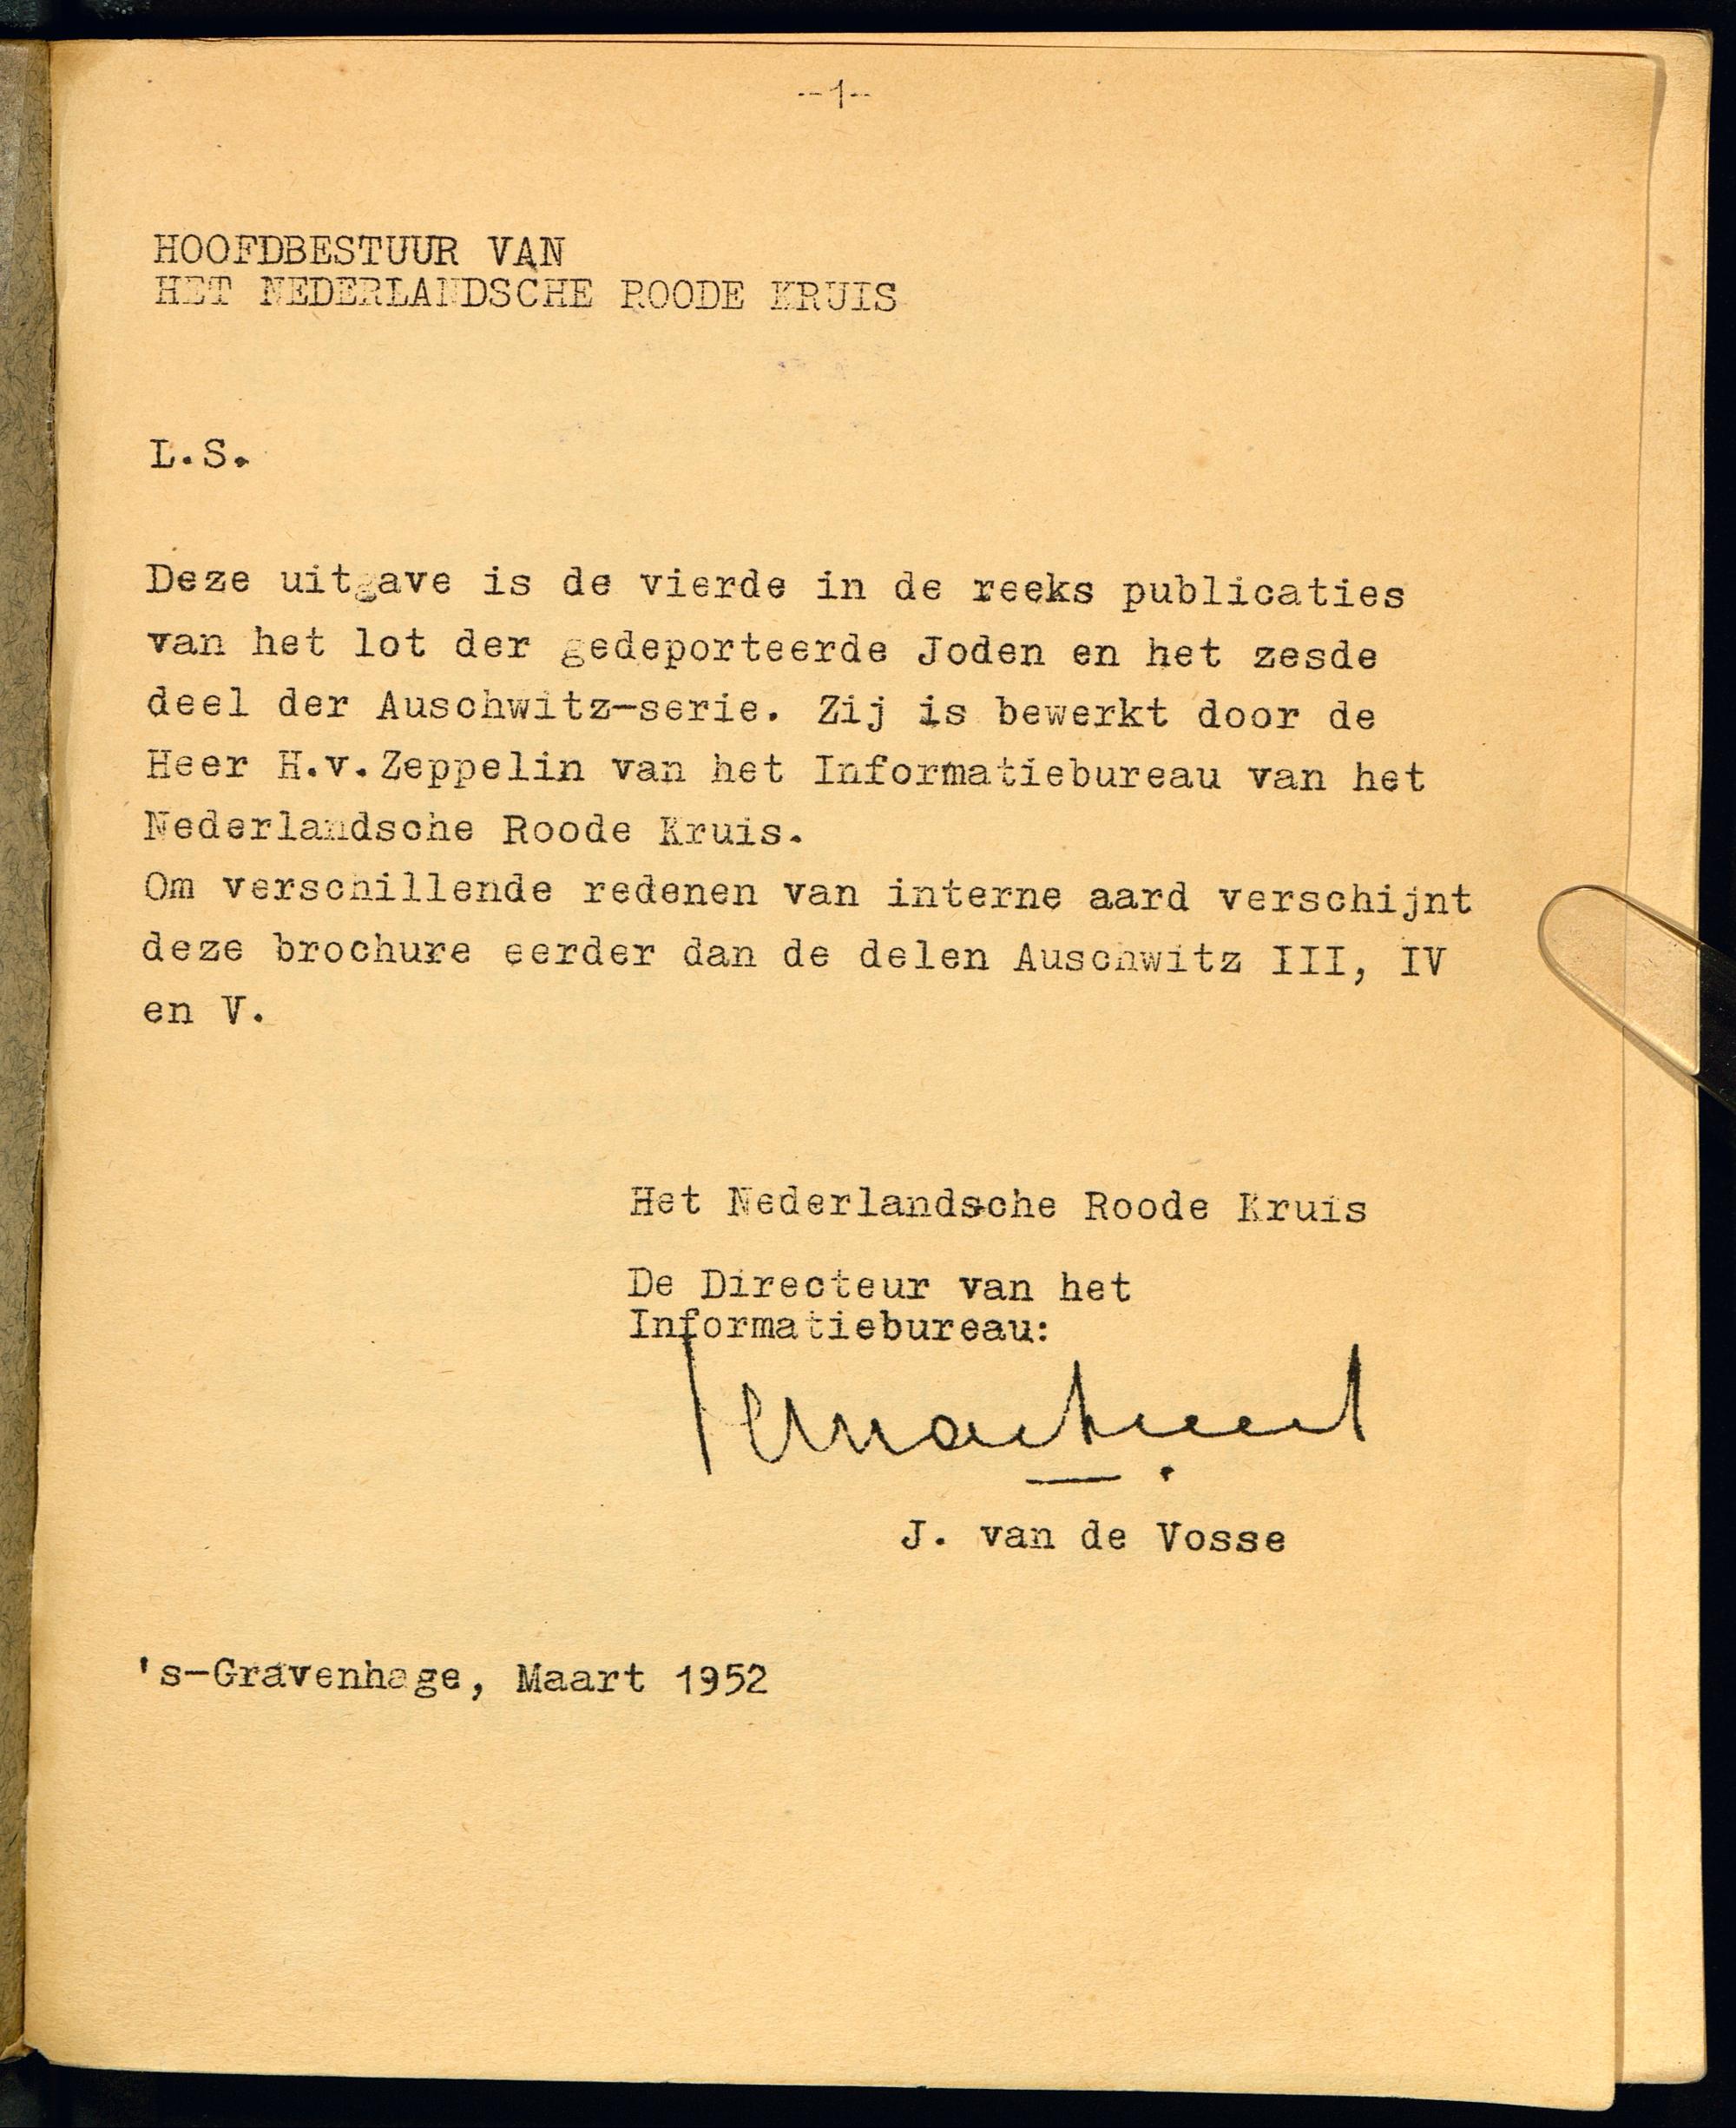 --1--
HOOFDBESTUUR VAN
HET NEDERLANDSCHE ROODE KRUIS
L.S.
Deze uitgave is de vierde in de reeks publicaties
van het lot der gedeporteerde Joden en het zesde
deel der Auschwitz-serie. Zij is bewerkt door de
Heer H.v.Zeppelin van het Informatiebureau van het
Nederlandsche Roode Kruis.
Om verschillende redenen van interne aard verschijnt
deze brochure eerder dan de delen Auschwitz III, IV
en V.
Het Nederlandsche Roode Kruis
De Directeur van het
Informatiebureau:
J. van de Vosse
's-Gravenhage, Maart 1952